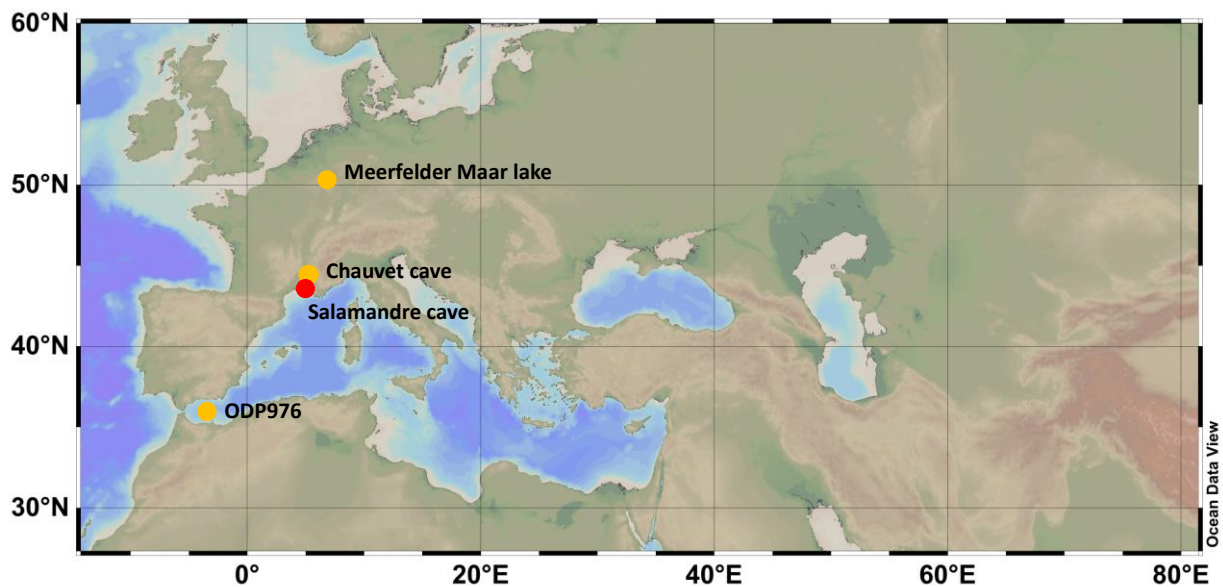 60°N
Meerfelder Maar lake
50°N
Chauvet cave
Salamandre cave
40°N
ODP976
30°N
Ocean Data View
0°
20°E
40°E
60°E
80°E